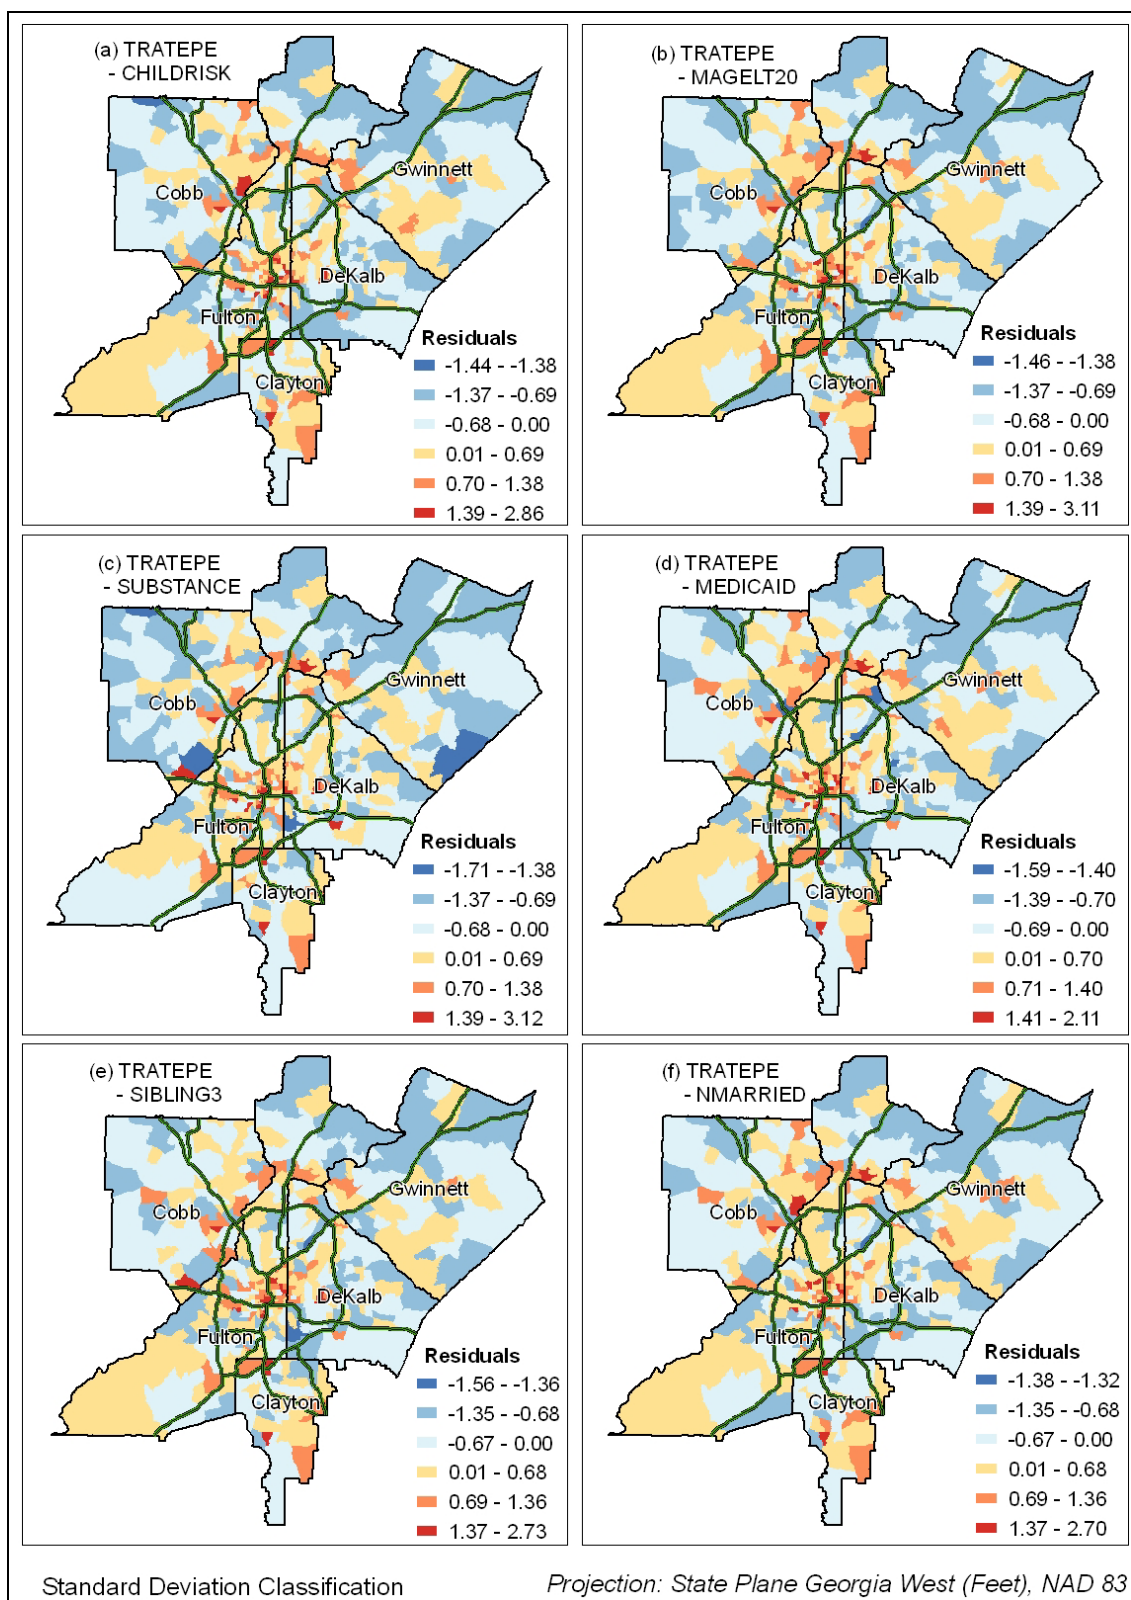 (a) TRATEPE
- CHILDRISK
Gwinnett
Cobb
DeKalb
Fulton
Clayton
Residuals
-1.44 - -1.38
-1.37 - -0.69
-0.68 - 0.00
0.01 - 0.69
0.70 - 1.38
1.39 - 2.86
(b) TRATEPE
- MAGELT20
Gwinnett
Cobb
DeKalb
Fulton
Clayton
Residuals
-1.46 - -1.38
-1.37 - -0.69
-0.68 - 0.00
0.01 - 0.69
0.70 - 1.38
1.39 - 3.11
(c) TRATEPE
- SUBSTANCE
Gwinnett
Cobb
DeKalb
Fulton
Clayton
Residuals
-1.71 - -1.38
-1.37 - -0.69
-0.68 - 0.00
0.01 - 0.69
0.70 - 1.38
1.39 - 3.12
(d) TRATEPE
- MEDICAID
Gwinnett
Cobb
DeKalb
Fulton
Clayton
Residuals
-1.59 - -1.40
-1.39 - -0.70
-0.69 - 0.00
0.01 - 0.70
0.71 - 1.40
1.41 - 2.11
(e) TRATEPE
- SIBLING3
Gwinnett
Cobb
DeKalb
Fulton
Clayton
Residuals
-1.56 - -1.36
-1.35 - -0.68
-0.67 - 0.00
0.01 - 0.68
0.69 - 1.36
1.37 - 2.73
(f) TRATEPE
- NMARRIED
Gwinnett
Cobb
DeKalb
Fulton
Clayton
Residuals
-1.38 - -1.32
-1.35 - -0.68
-0.67 - 0.00
0.01 - 0.68
0.69 - 1.36
1.37 - 2.70
Standard Deviation Classification
Projection: State Plane Georgia West (Feet), NAD 83